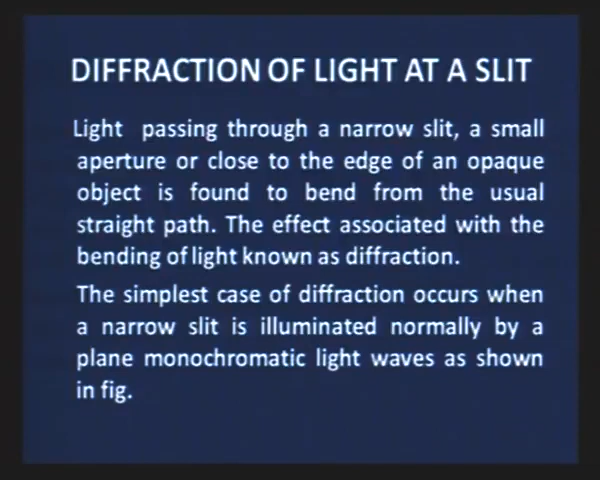 DIFFRACTION OF LIGHT AT A SLIT
Light passing through a narrow slit, a small
aperture or close to the edge of an opaque
object is found to bend from the usual
straight path. The effect associated with the
bending of light known as diffraction.
The simplest case of diffraction occurs when
a narrow slit is illuminated normally by a
plane monochromatic light waves as shown
in fig.